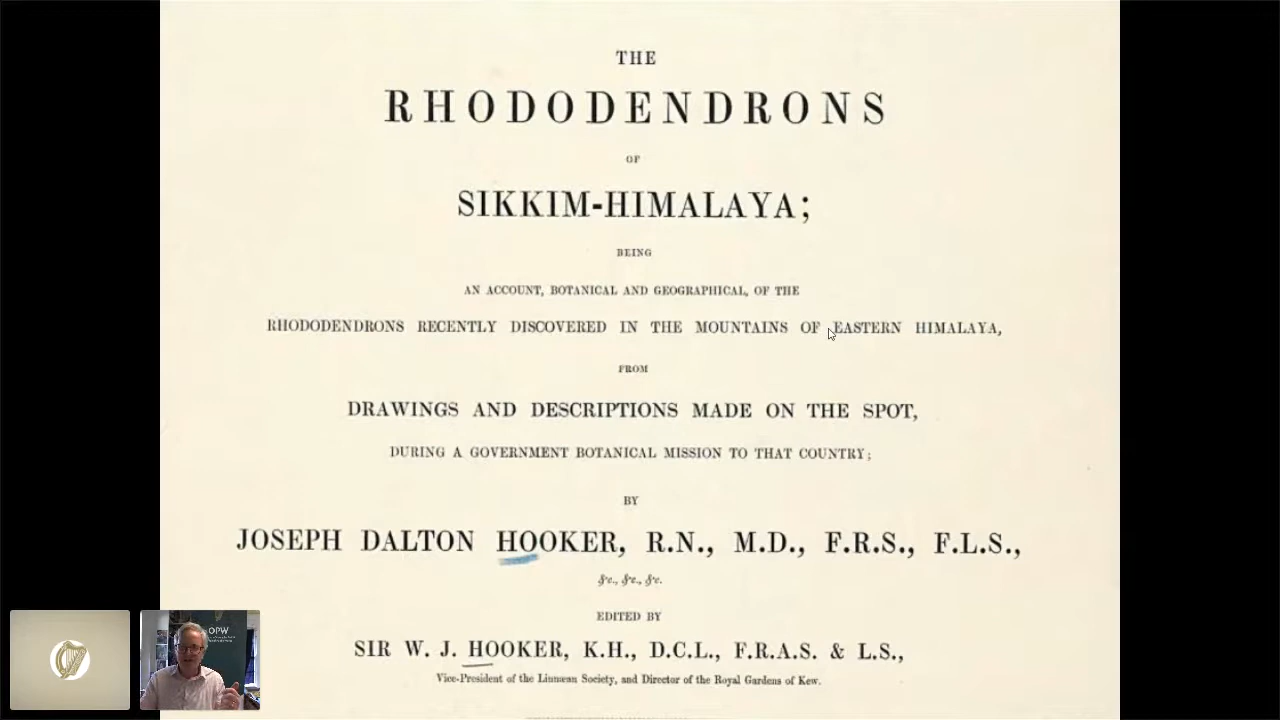 THE
RHODODENDRONS
OF
SIKKIM-HIMALAYA;
BEING
AN ACCOUNT, BOTANICAL AND GEOGRAPHICAL, OF THE
RHODODENDRONS RECENTLY DISCOVERED IN THE MOUNTAINS OF EASTERN HIMALAYA,
FROM
DRAWINGS AND DESCRIPTIONS MADE ON THE SPOT,
DURING A GOVERNMENT BOTANICAL MISSION TO THAT COUNTRY;
BY
JOSEPH DALTON HOOKER, R.N., M.D., F.R.S., F.L.S.,
&c., &c., &c.
EDITED BY
SIR W. J. HOOKER, K.H., D.C.L., F.R.A.S. & L.S.,
Vice-President of the Linnæan Society, and Director of the Royal Gardens of Kew.
OPW